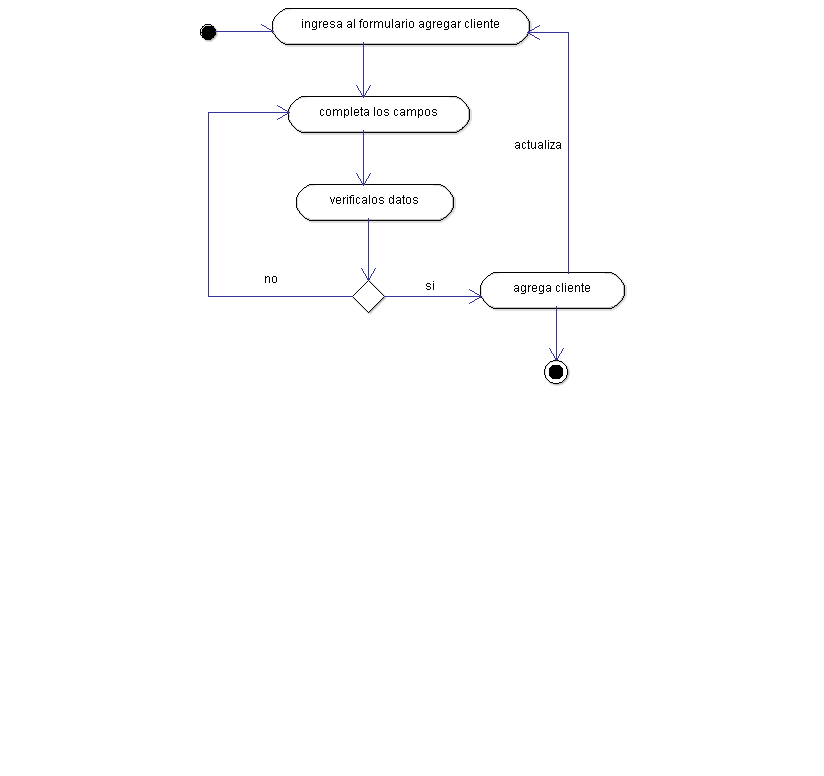 ingresa al formulario agregar cliente
completa los campos
actualiza
verificalos datos
no
si
agrega cliente